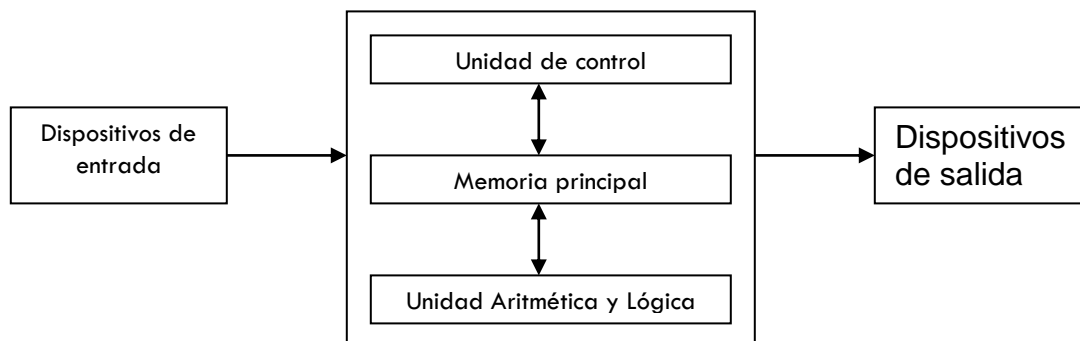 Unidad de control
Dispositivos de
entrada
Memoria principal
Dispositivos
de salida
Unidad Aritmética y Lógica